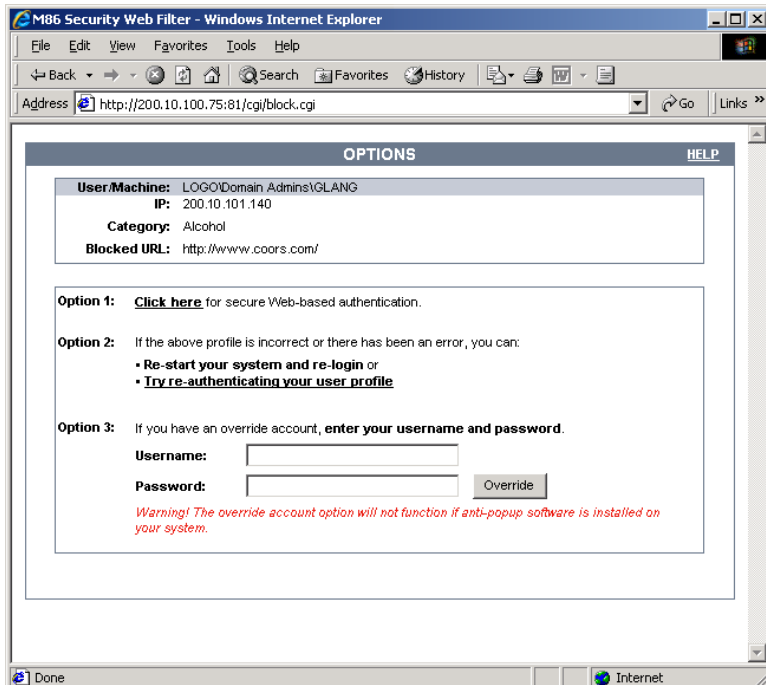 M86 Security Web Filter - Windows Internet Explorer
File Edit View Favorites Tools Help
Back Search Favorites History
Address http://200.10.100.75:81/cgi/block.cgi Go Links »
OPTIONS HELP
User/Machine: LOGO\Domain Admins\GLANG
IP: 200.10.101.140
Category: Alcohol
Blocked URL: http://www.coors.com/
Option 1: Click here for secure Web-based authentication.
Option 2: If the above profile is incorrect or there has been an error, you can:
▪ Re-start your system and re-login or
▪ Try re-authenticating your user profile
Option 3: If you have an override account, enter your username and password.
Username:
Password: Override
Warning! The override account option will not function if anti-popup software is installed on
your system.
Done Internet